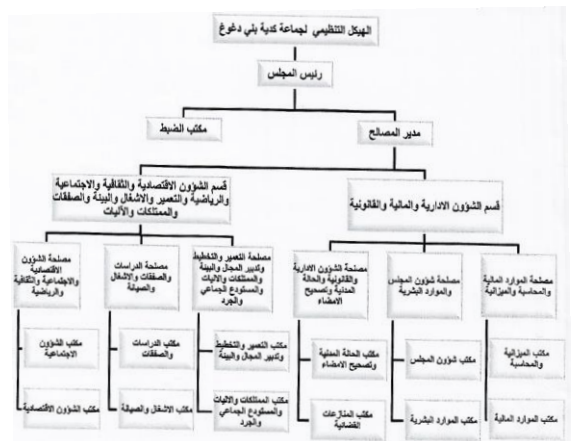 الهيكل التنظيمي لجماعة كدية بني دغوغ
رئيس المجلس
مدير المصالح
مكتب الضبط
قسم الشؤون الادارية والمالية والقانونية
قسم الشؤون الاقتصادية والثقافية والاجتماعية
والرياضية والتعمير والاشغال والبيئة والصفقات
والممتلكات والآليات
مصلحة الموارد المالية
والمحاسبة والميزانية
مصلحة شؤون المجلس
والموارد البشرية
مصلحة الشؤون الادارية
والقانونية والحالة
المدنية وتصحيح
الامضاء
مصلحة التعمير والتخطيط
وتدبير المجال والبيئة
والممتلكات والاليات
والمستودع الجماعي
والجرد
مصلحة الدراسات
والصفقات والاشغال
والصيانة
مصلحة الشؤون
الاقتصادية
والاجتماعية والثقافية
والرياضية
مكتب الميزانية
والمحاسبة
مكتب شؤون المجلس
مكتب الحالة المدنية
وتصحيح الامضاء
مكتب التعمير والتخطيط
وتدبير المجال والبيئة
مكتب الدراسات
والصفقات
مكتب الشؤون
الاجتماعية
مكتب الموارد المالية
مكتب الموارد البشرية
مكتب المنازعات
القضائية
مكتب الممتلكات والاليات
والمستودع الجماعي
والجرد
مكتب الاشغال والصيانة
مكتب الشؤون الاقتصادية